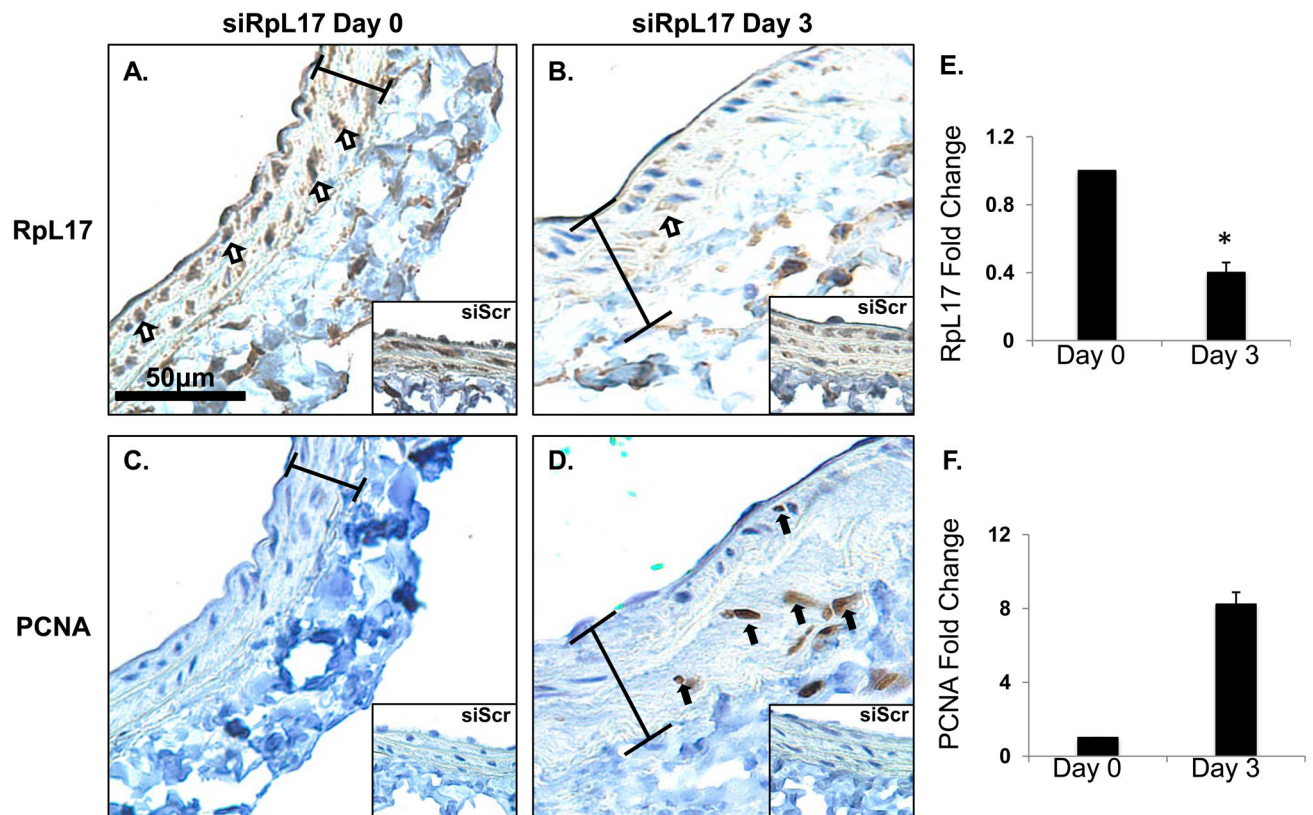 siRpL17 Day 0
siRpL17 Day 3
A.
B.
E.
RpL17
50µm
siScr
siScr
RpL17 Fold Change
1.2
0.8
0.4
0
*
Day 0
Day 3
C.
D.
F.
PCNA
siScr
siScr
PCNA Fold Change
12
8
4
0
Day 0
Day 3